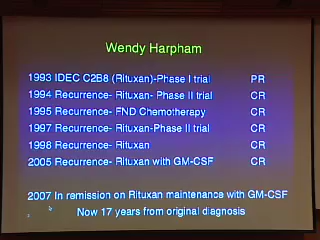 Wendy Harpham
1993 IDEC C2B8 (Rituxan)-Phase I trial PR
1994 Recurrence- Rituxan- Phase II trial CR
1995 Recurrence- FND Chemotherapy CR
1997 Recurrence- Rituxan-Phase II trial CR
1998 Recurrence- Rituxan CR
2005 Recurrence- Rituxan with GM-CSF CR
2007 In remission on Rituxan maintenance with GM-CSF
Now 17 years from original diagnosis